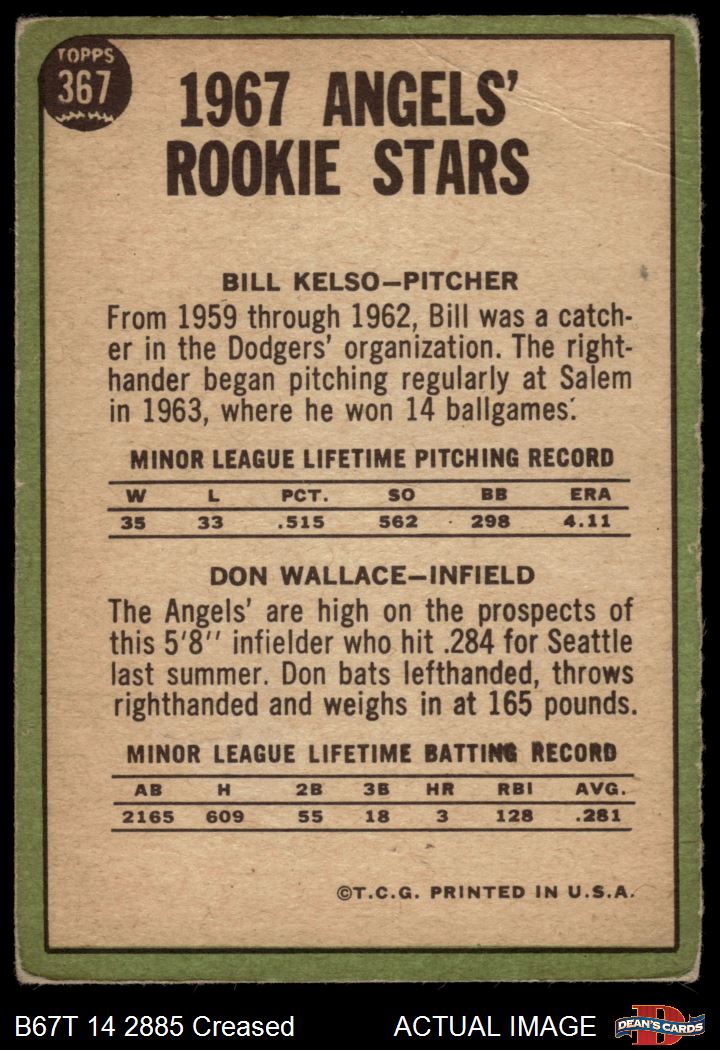 TOPPS
367
1967 ANGELS'
ROOKIE STARS
BILL KELSO—PITCHER
From 1959 through 1962, Bill was a catch-
er in the Dodgers' organization. The right-
hander began pitching regularly at Salem
in 1963, where he won 14 ballgames.
MINOR LEAGUE LIFETIME PITCHING RECORD
W L PCT. SO BB ERA
35 33 .515 562 298 4.11
DON WALLACE—INFIELD
The Angels' are high on the prospects of
this 5'8'' infielder who hit .284 for Seattle
last summer. Don bats lefthanded, throws
righthanded and weighs in at 165 pounds.
MINOR LEAGUE LIFETIME BATTING RECORD
AB H 2B 3B HR RBI AVG.
2165 609 55 18 3 128 .281
©T.C.G. PRINTED IN U.S.A.
B67T 14 2885 Creased ACTUAL IMAGE DEAN'S CARDS